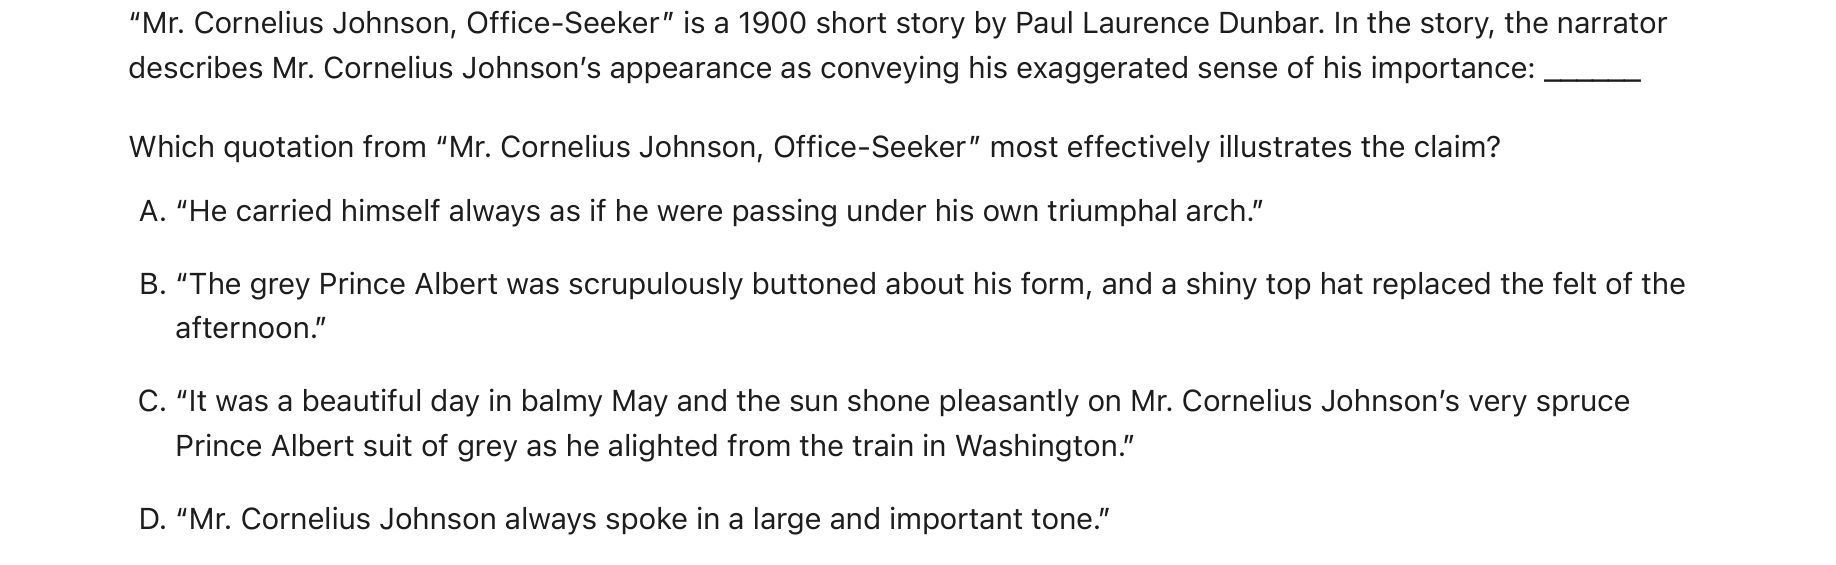 “Mr. Cornelius Johnson, Office-Seeker” is a 1900 short story by Paul Laurence Dunbar. In the story, the narrator
describes Mr. Cornelius Johnson’s appearance as conveying his exaggerated sense of his importance: ______
Which quotation from “Mr. Cornelius Johnson, Office-Seeker” most effectively illustrates the claim?
A. “He carried himself always as if he were passing under his own triumphal arch.”
B. “The grey Prince Albert was scrupulously buttoned about his form, and a shiny top hat replaced the felt of the
afternoon.”
C. “It was a beautiful day in balmy May and the sun shone pleasantly on Mr. Cornelius Johnson’s very spruce
Prince Albert suit of grey as he alighted from the train in Washington.”
D. “Mr. Cornelius Johnson always spoke in a large and important tone.”